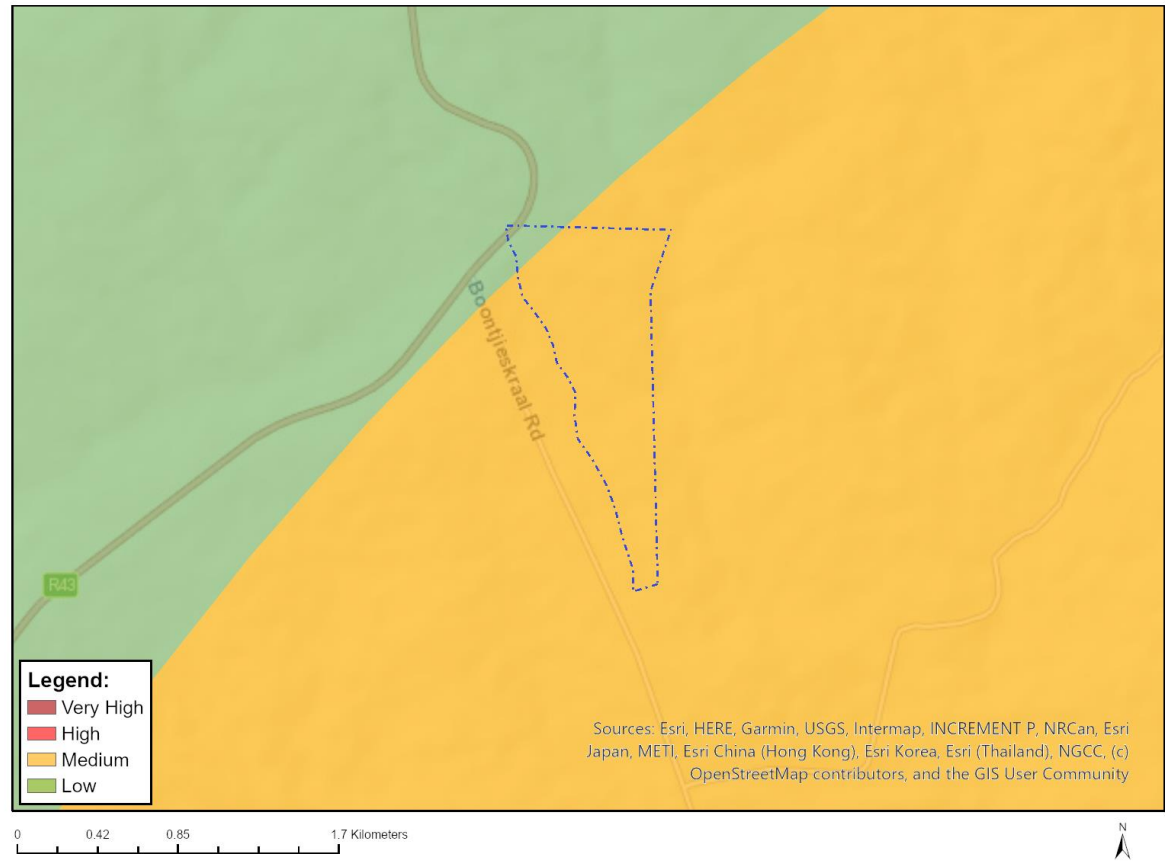 Boontjieskraal Rd
R43
Legend:
Very High
High
Medium
Low
Sources: Esri, HERE, Garmin, USGS, Intermap, INCREMENT P, NRCan, Esri
Japan, METI, Esri China (Hong Kong), Esri Korea, Esri (Thailand), NGCC, (c)
OpenStreetMap contributors, and the GIS User Community
0 0.42 0.85 1.7 Kilometers
N